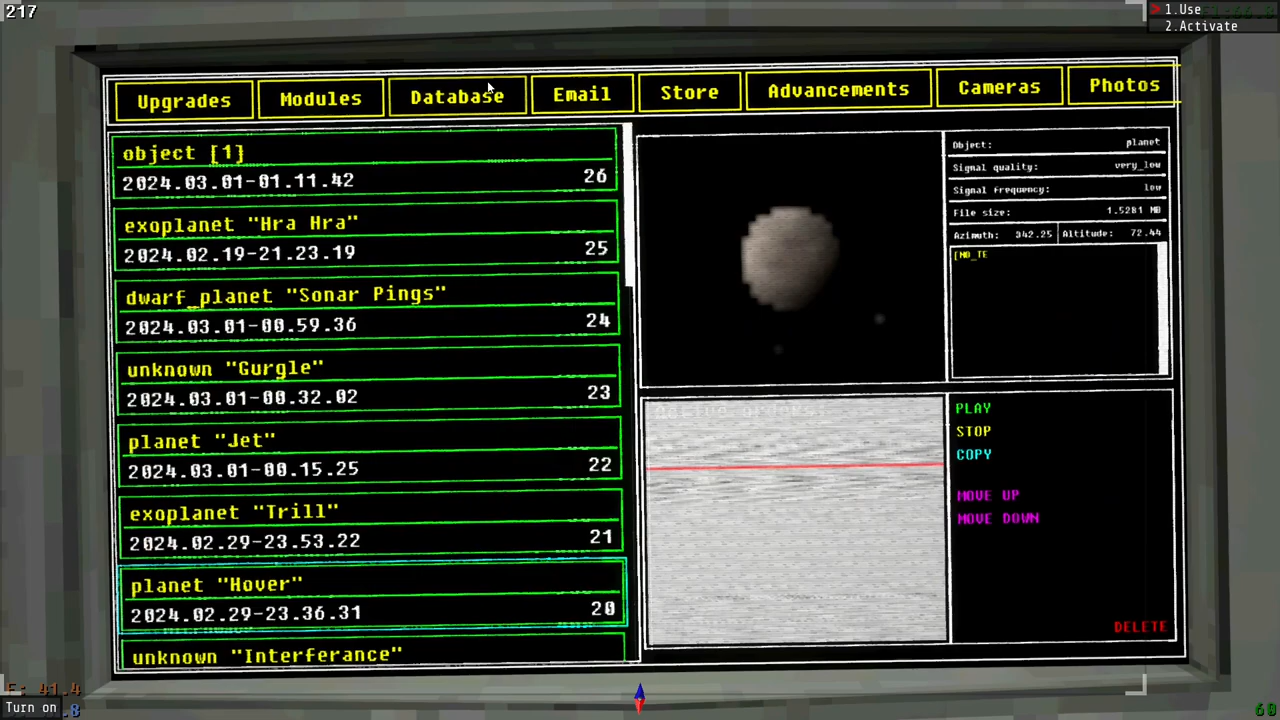 217
1.Use
2.Activate
Upgrades
Modules
Database
Email
Store
Advancements
Cameras
Photos
object [1]
2024.03.01-01.11.42 26
exoplanet "Hra Hra"
2024.02.19-21.23.19 25
dwarf_planet "Sonar Pings"
2024.03.01-00.59.36 24
unknown "Gurgle"
2024.03.01-00.32.02 23
planet "Jet"
2024.03.01-00.15.25 22
exoplanet "Trill"
2024.02.29-23.53.22 21
planet "Hover"
2024.02.29-23.36.31 20
unknown "Interferance"
Object: planet
Signal quality: very_low
Signal frequency: low
File size: 1.5281 MB
Azimuth: 342.25 Altitude: 72.44
[NO_TE
PLAY
STOP
COPY
MOVE UP
MOVE DOWN
DELETE
E: 41.4
Turn on
60